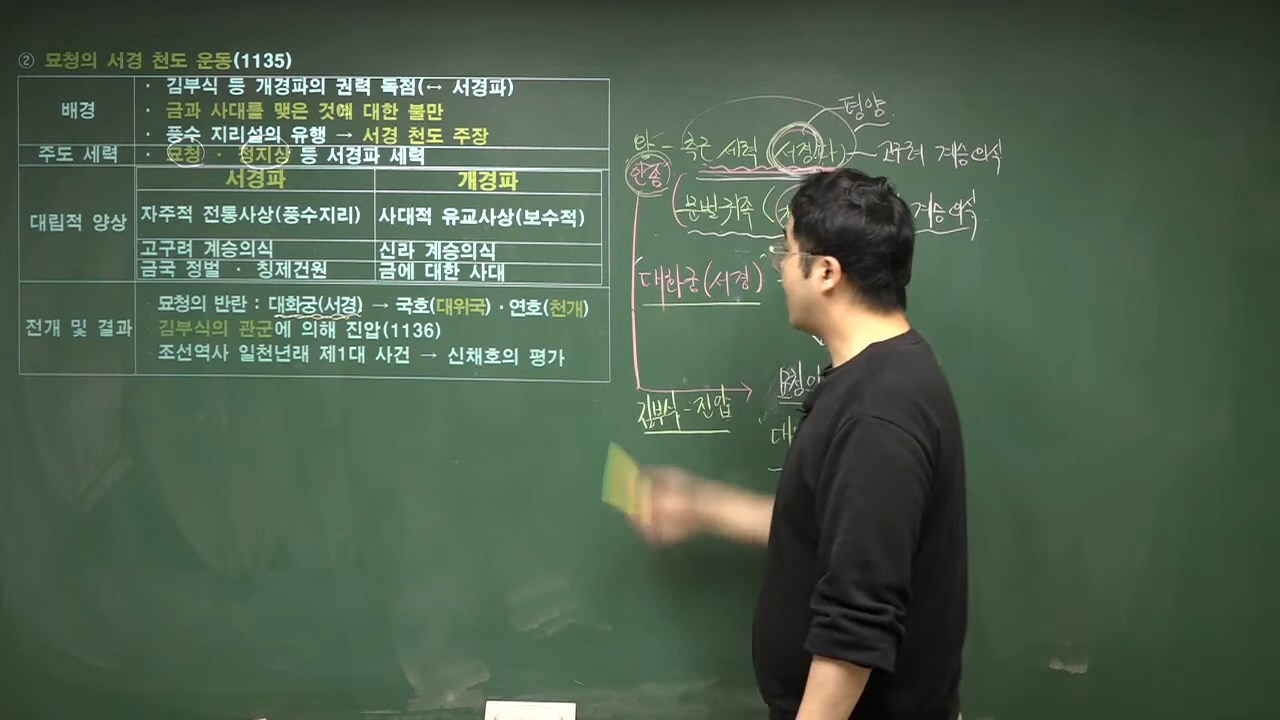 ② 묘청의 서경 천도 운동(1135)
배경
· 김부식 등 개경파의 권력 독점(↔ 서경파)
· 금과 사대를 맺은 것에 대한 불만
· 풍수 지리설의 유행 → 서경 천도 주장
주도 세력
· 묘청 · 정지상 등 서경파 세력
대립적 양상
서경파 개경파
자주적 전통사상(풍수지리) 사대적 유교사상(보수적)
고구려 계승의식 신라 계승의식
금국 정벌 · 칭제건원 금에 대한 사대
전개 및 결과
묘청의 반란 : 대화궁(서경) → 국호(대위국) · 연호(천개)
김부식의 관군에 의해 진압(1136)
조선역사 일천년래 제1대 사건 → 신채호의 평가
평양
측근 세력 (서경파) - 고구려 계승의식
인종
문벌귀족 ( 계승의식
대화궁(서경)
묘청의
김부식 - 진압